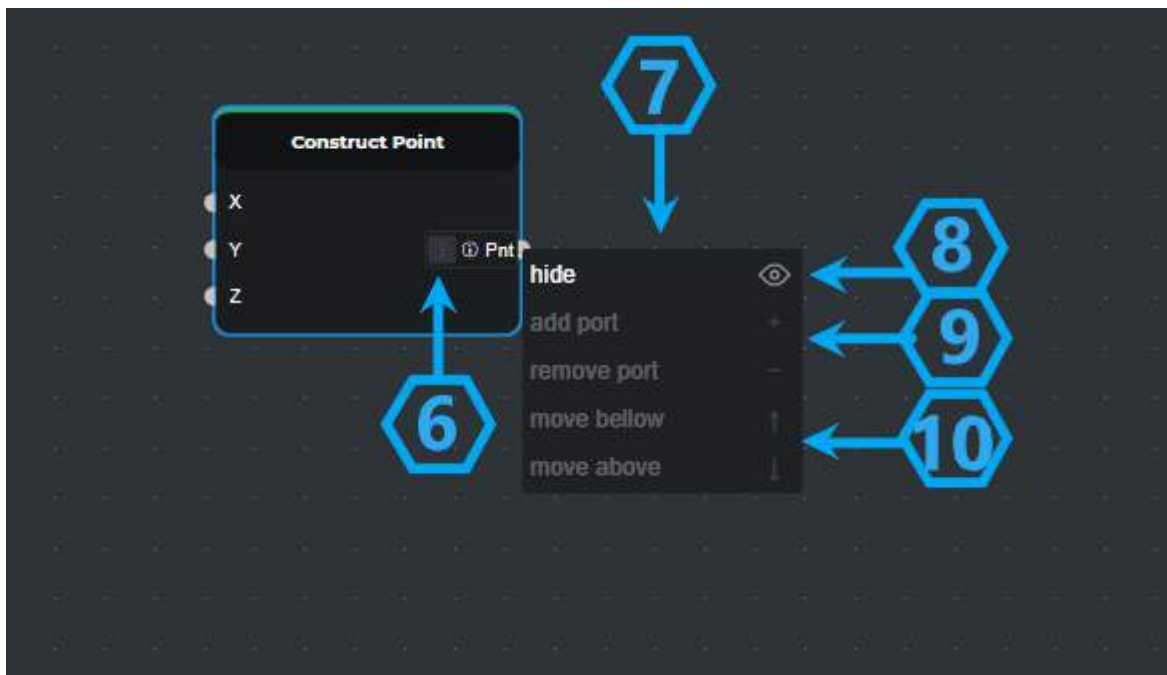 7
Construct Point
X
8
Y
Pnt
hide
Z
add port
9
remove port
6
move bellow
10
move above